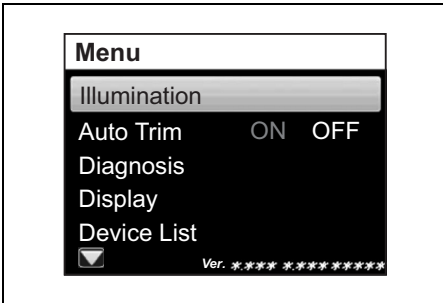 Menu
Illumination
Auto Trim ON OFF
Diagnosis
Display
Device List
Ver. *.*** *.*** *****